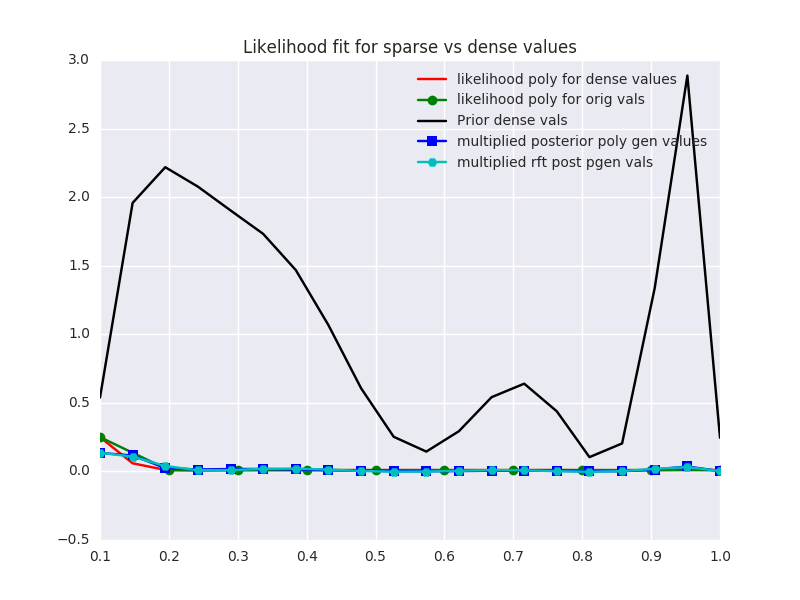 Likelihood fit for sparse vs dense values
3.0
2.5
2.0
1.5
1.0
0.5
0.0
−0.5
likelihood poly for dense values
likelihood poly for orig vals
Prior dense vals
multiplied posterior poly gen values
multiplied rft post pgen vals
0.1 0.2 0.3 0.4 0.5 0.6 0.7 0.8 0.9 1.0